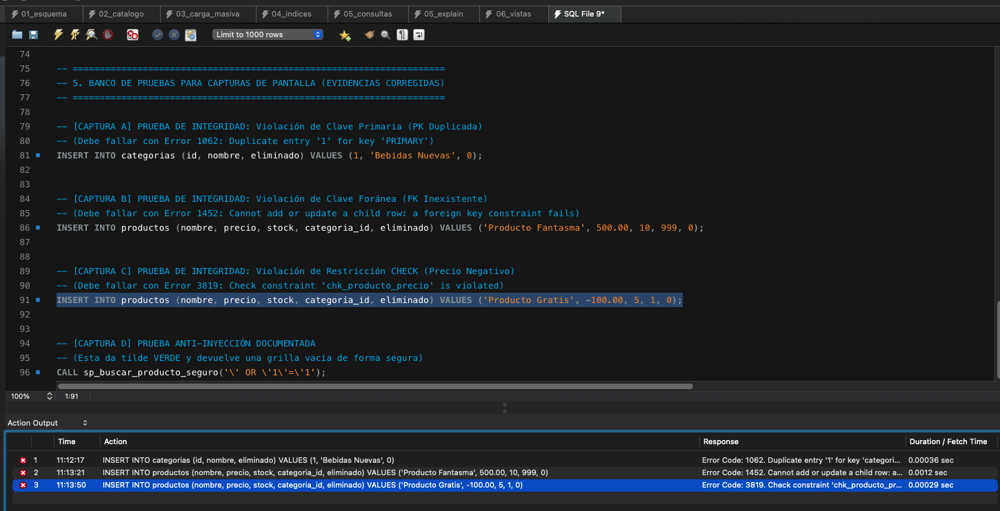 01_esquema 02_catalogo 03_carga_masiva 04_indices 05_consultas 05_explain 06_vistas SQL File 9*
Limit to 1000 rows
74
75 -- =====================================================================
76 -- 5. BANCO DE PRUEBAS PARA CAPTURAS DE PANTALLA (EVIDENCIAS CORREGIDAS)
77 -- =====================================================================
78
79 -- [CAPTURA A] PRUEBA DE INTEGRIDAD: Violación de Clave Primaria (PK Duplicada)
80 -- (Debe fallar con Error 1062: Duplicate entry '1' for key 'PRIMARY')
81 INSERT INTO categorias (id, nombre, eliminado) VALUES (1, 'Bebidas Nuevas', 0);
82
83
84 -- [CAPTURA B] PRUEBA DE INTEGRIDAD: Violación de Clave Foránea (FK Inexistente)
85 -- (Debe fallar con Error 1452: Cannot add or update a child row: a foreign key constraint fails)
86 INSERT INTO productos (nombre, precio, stock, categoria_id, eliminado) VALUES ('Producto Fantasma', 500.00, 10, 999, 0);
87
88
89 -- [CAPTURA C] PRUEBA DE INTEGRIDAD: Violación de Restricción CHECK (Precio Negativo)
90 -- (Debe fallar con Error 3819: Check constraint 'chk_producto_precio' is violated)
91 INSERT INTO productos (nombre, precio, stock, categoria_id, eliminado) VALUES ('Producto Gratis', -100.00, 5, 1, 0);
92
93
94 -- [CAPTURA D] PRUEBA ANTI-INYECCIÓN DOCUMENTADA
95 -- (Esta da tilde VERDE y devuelve una grilla vacía de forma segura)
96 CALL sp_buscar_producto_seguro('\' OR \'1\'=\'1');
100% 1:91
Action Output
Time Action Response Duration / Fetch Time
1 11:12:17 INSERT INTO categorias (id, nombre, eliminado) VALUES (1, 'Bebidas Nuevas', 0) Error Code: 1062. Duplicate entry '1' for key 'categori... 0.00036 sec
2 11:13:21 INSERT INTO productos (nombre, precio, stock, categoria_id, eliminado) VALUES ('Producto Fantasma', 500.00, 10, 999, 0) Error Code: 1452. Cannot add or update a child row: a... 0.0012 sec
3 11:13:50 INSERT INTO productos (nombre, precio, stock, categoria_id, eliminado) VALUES ('Producto Gratis', -100.00, 5, 1, 0) Error Code: 3819. Check constraint 'chk_producto_pr... 0.00029 sec